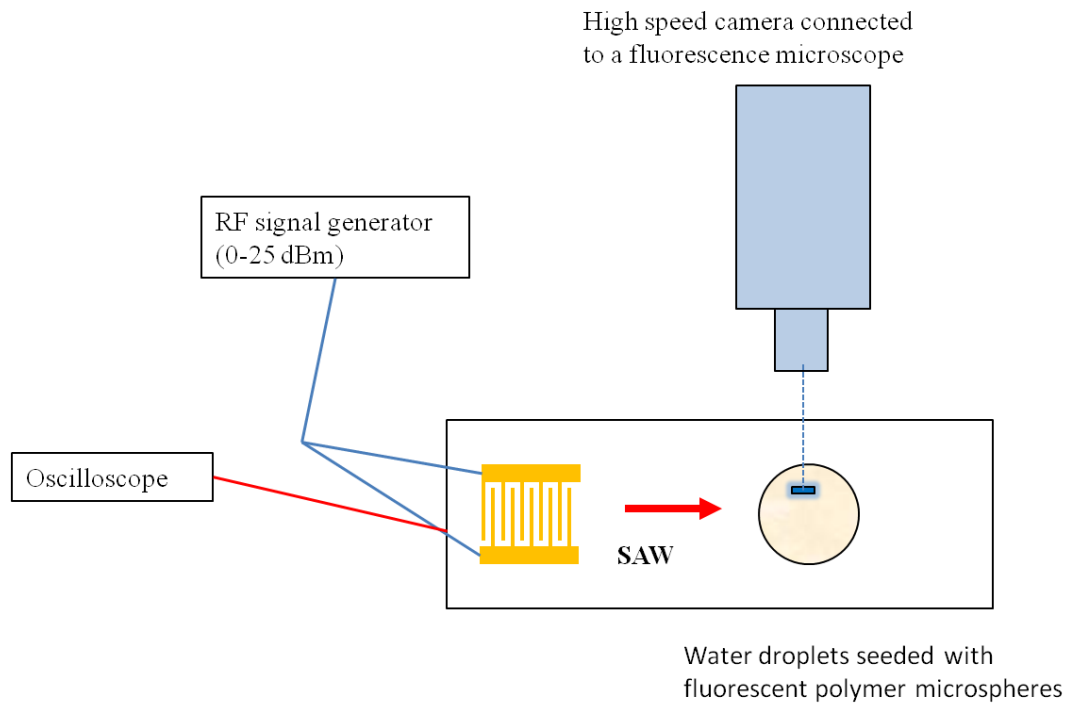 High speed camera connected
to a fluorescence microscope
RF signal generator
(0-25 dBm)
Oscilloscope
SAW
Water droplets seeded with
fluorescent polymer microspheres